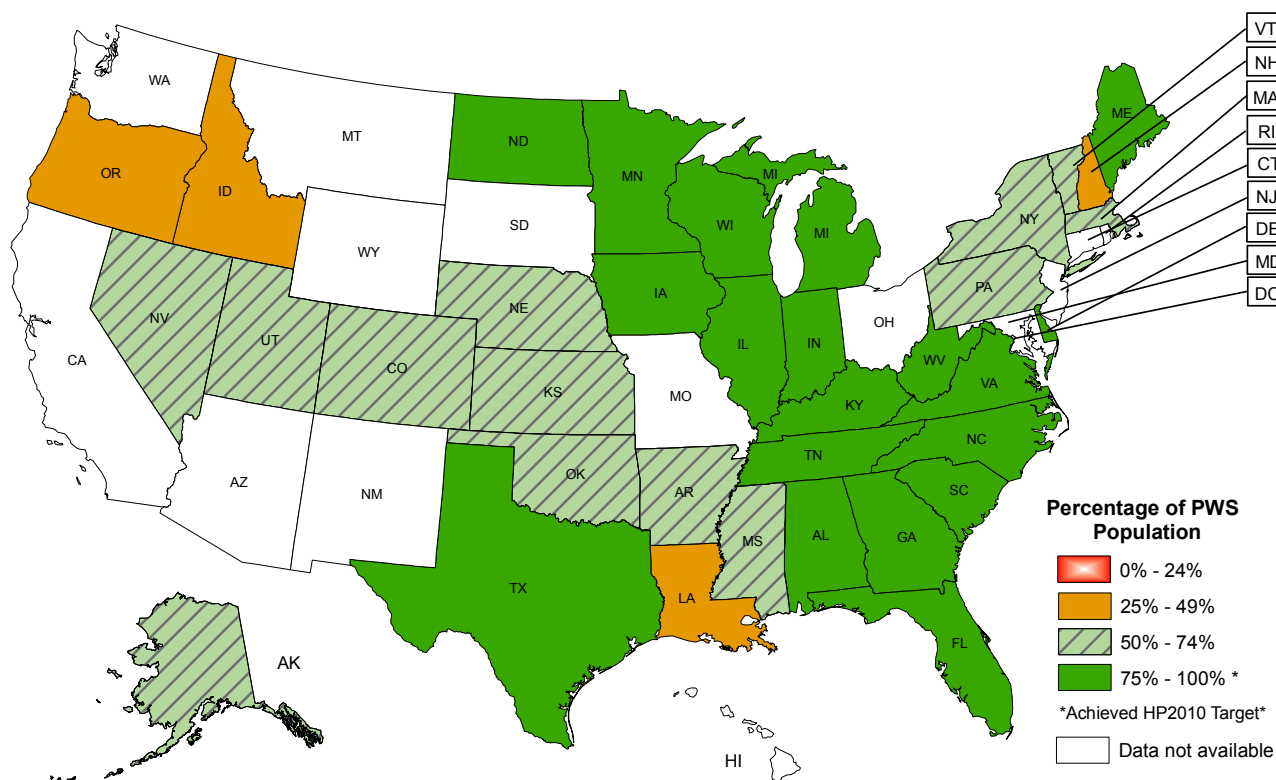 VT
NH
MA
RI
CT
NJ
DE
MD
DC
WA
MT
ND
MN
MI
ME
OR
ID
SD
WI
MI
NY
WY
IA
PA
NE
NV
UT
CO
IL
IN
OH
CA
KS
MO
WV
VA
KY
NC
TN
AZ
NM
OK
AR
SC
MS
AL
GA
TX
LA
FL
AK
HI
Percentage of PWS
Population
0% - 24%
25% - 49%
50% - 74%
75% - 100% *
*Achieved HP2010 Target*
Data not available